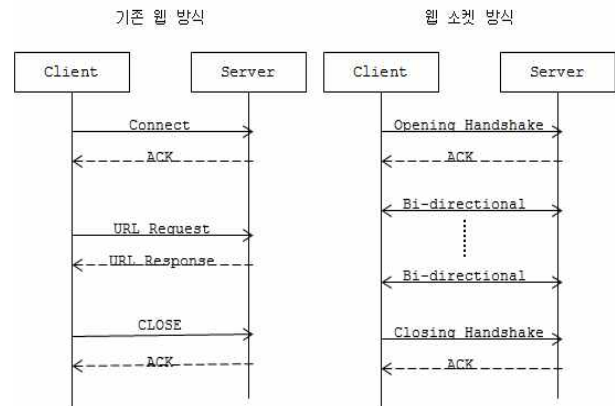 기존 웹 방식
Client Server
Connect
ACK
URL Request
URL Response
CLOSE
ACK
웹 소켓 방식
Client Server
Opening Handshake
ACK
Bi-directional
Bi-directional
Closing Handshake
ACK